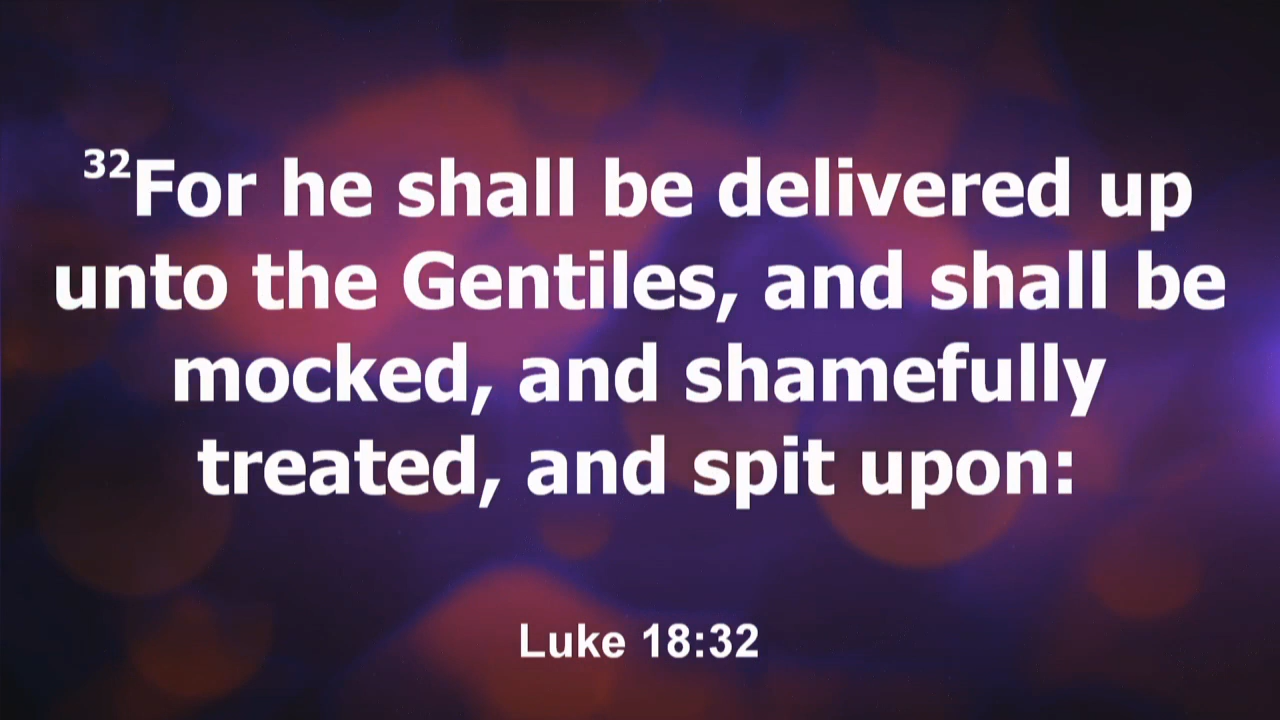 32For he shall be delivered up
unto the Gentiles, and shall be
mocked, and shamefully
treated, and spit upon:
Luke 18:32